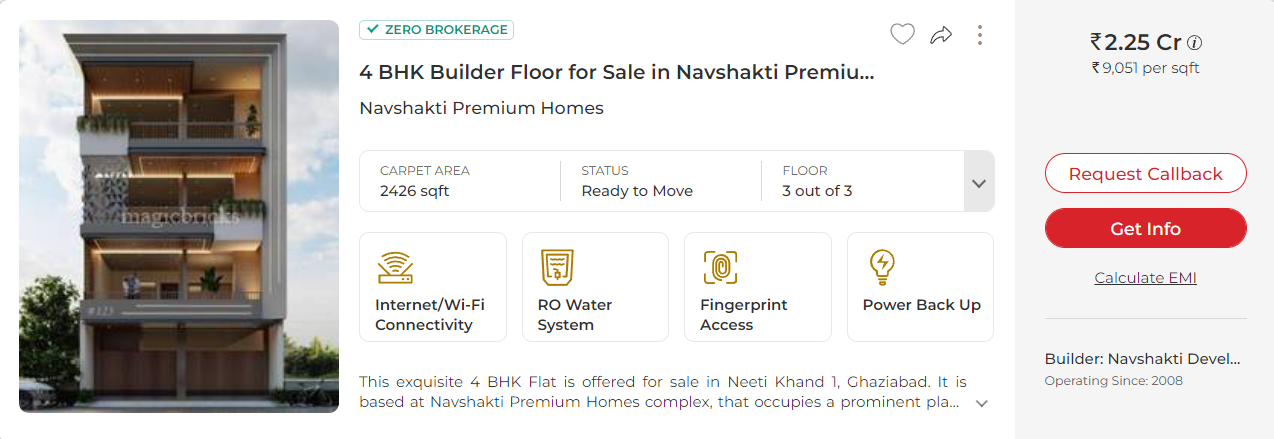 ZERO BROKERAGE
4 BHK Builder Floor for Sale in Navshakti Premiu...
Navshakti Premium Homes
CARPET AREA
2426 sqft
STATUS
Ready to Move
FLOOR
3 out of 3
magicbricks
#123
Internet/Wi-Fi
Connectivity
RO Water
System
Fingerprint
Access
Power Back Up
This exquisite 4 BHK Flat is offered for sale in Neeti Khand 1, Ghaziabad. It is
based at Navshakti Premium Homes complex, that occupies a prominent pla...
₹2.25 Cr
₹9,051 per sqft
Request Callback
Get Info
Calculate EMI
Builder: Navshakti Devel...
Operating Since: 2008